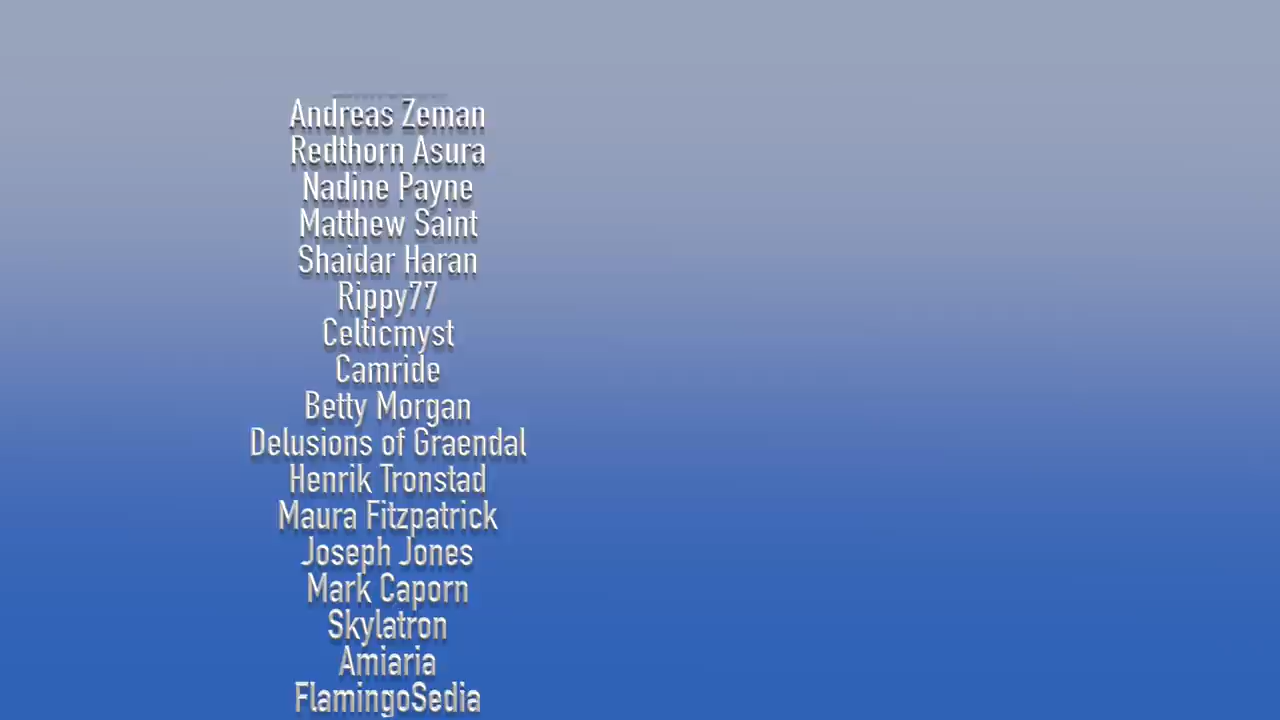 Andreas Zeman
Redthorn Asura
Nadine Payne
Matthew Saint
Shaidar Haran
Rippy77
Celticmyst
Camride
Betty Morgan
Delusions of Graendal
Henrik Tronstad
Maura Fitzpatrick
Joseph Jones
Mark Caporn
Skylatron
Amiaria
FlamingoSedia